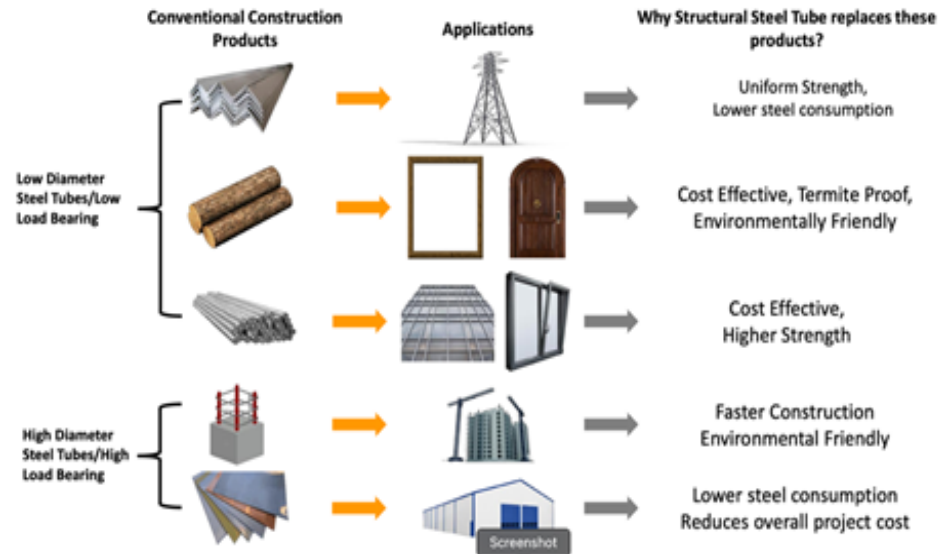 Conventional Construction
Products
Applications
Why Structural Steel Tube replaces these
products?
Low Diameter
Steel Tubes/Low
Load Bearing
Uniform Strength,
Lower steel consumption
Cost Effective, Termite Proof,
Environmentally Friendly
Cost Effective,
Higher Strength
High Diameter
Steel Tubes/High
Load Bearing
Faster Construction
Environmental Friendly
Lower steel consumption
Reduces overall project cost
Screenshot